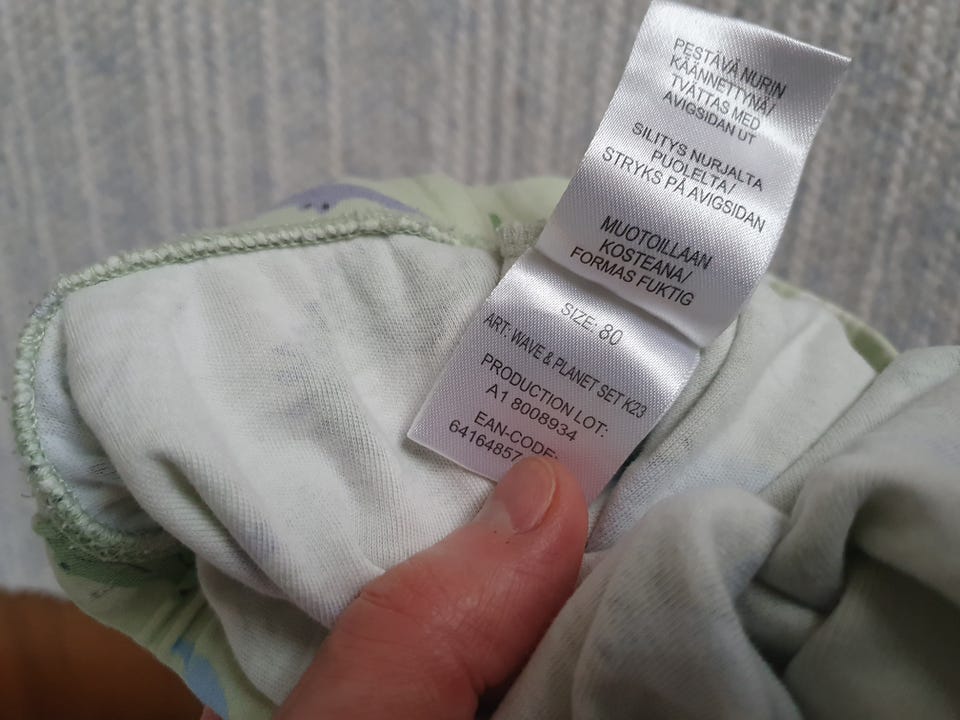 PESTÄVÄ NURIN
KÄÄNNETTYNÄ/
TVÄTTAS MED
AVIGSIDAN UT
SILITYS NURJALTA
PUOLELTA/
STRYKS PÅ AVIGSIDAN
MUOTOILLAAN
KOSTEANA/
FORMAS FUKTIG
SIZE: 80
ART: WAVE & PLANET SET K23
PRODUCTION LOT:
A1 8008934
EAN-CODE:
64164857